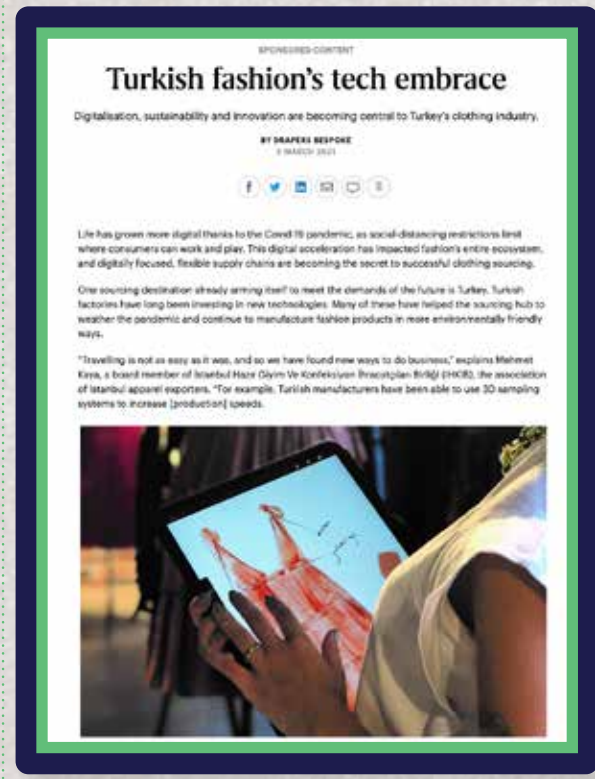 SPONSORED CONTENT
Turkish fashion's tech embrace
Digitalisation, sustainability and innovation are becoming central to Turkey's clothing industry.
BY DRAPERS BESPOKE
MARCH 2021
Life has grown more digital thanks to the Covid-19 pandemic, as social-distancing restrictions limit
where consumers can work and play. This digital acceleration has impacted fashion's entire ecosystem,
and digitally focused, flexible supply chains are becoming the secret to successful clothing sourcing.
One sourcing destination already arming itself to meet the demands of the future is Turkey. Turkish
factories have long been investing in new technologies. Many of these have helped the sourcing hub to
weather the pandemic and continue to manufacture fashion products in more environmentally friendly
ways.
"Travelling is not as easy as it was, and so we have found new ways to do business," explains Mehmet
Kaya, a board member of Istanbul Hazır Giyim Ve Konfeksiyon İhracatçıları Birliği (IHKIB), the association
of Istanbul apparel exporters. "For example, Turkish manufacturers have been able to use 3D sampling
systems to increase [production] speeds.